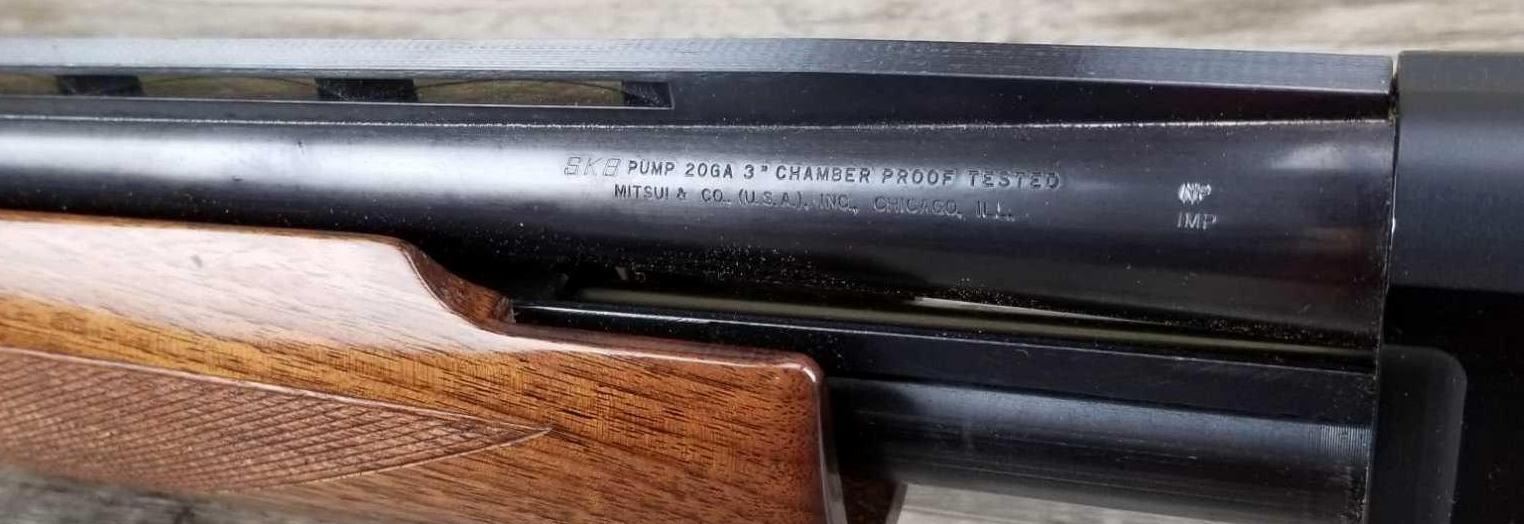 SKB PUMP 20GA 3" CHAMBER PROOF TESTED
MITSUI & CO. (U.S.A.), INC., CHICAGO, ILL.
IMP